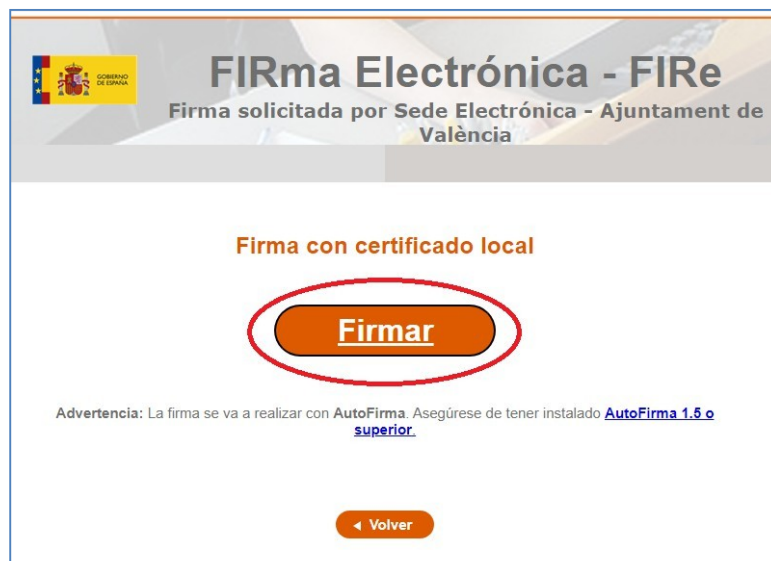 GOBIERNO
DE ESPAÑA
FIRma Electrónica - FIRe
Firma solicitada por Sede Electrónica - Ajuntament de
València
Firma con certificado local
Firmar
Advertencia: La firma se va a realizar con AutoFirma. Asegúrese de tener instalado AutoFirma 1.5 o
superior.
Volver